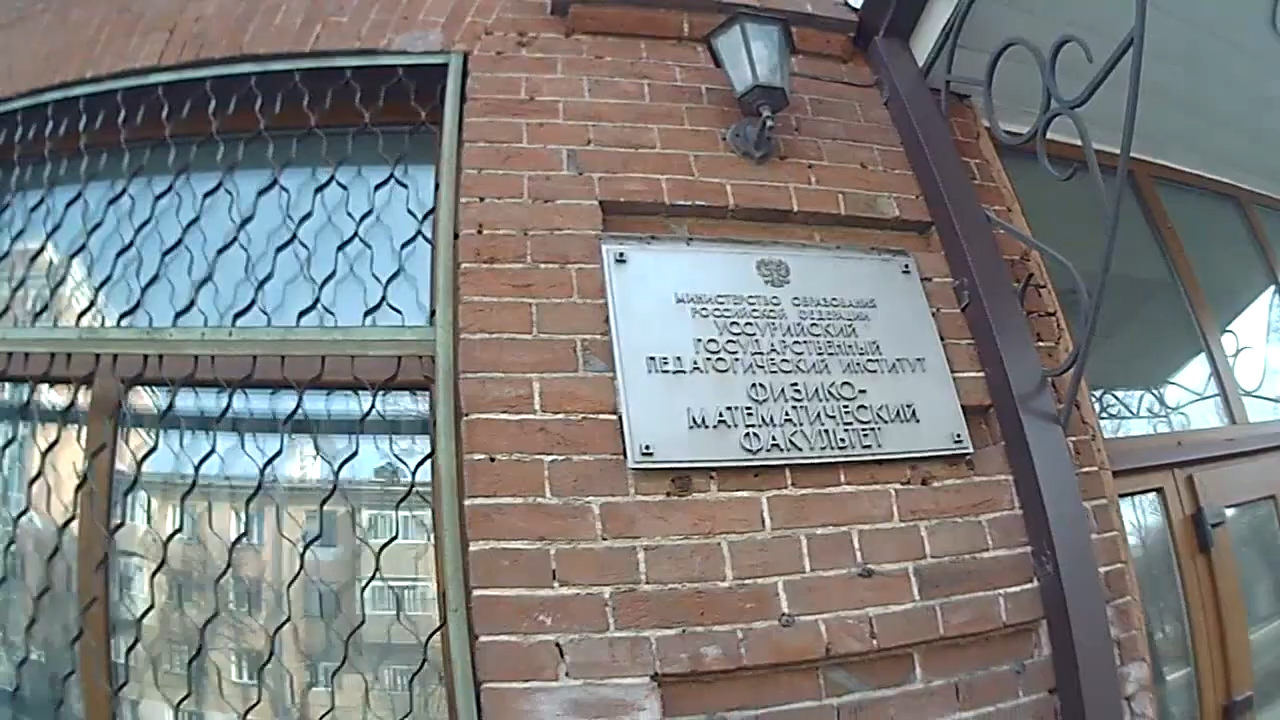 МИНИСТЕРСТВО ОБРАЗОВАНИЯ
РОССИЙСКОЙ ФЕДЕРАЦИИ
УССУРИЙСКИЙ
ГОСУДАРСТВЕННЫЙ
ПЕДАГОГИЧЕСКИЙ ИНСТИТУТ
ФИЗИКО-
МАТЕМАТИЧЕСКИЙ
ФАКУЛЬТЕТ